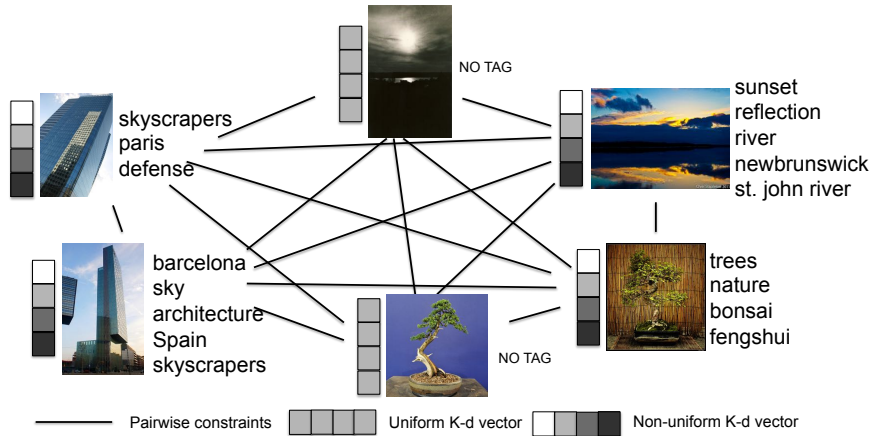 NO TAG
skyscrapers
paris
defense
sunset
reflection
river
newbrunswick
st. john river
barcelona
sky
architecture
Spain
skyscrapers
NO TAG
trees
nature
bonsai
fengshui
Pairwise constraints
Uniform K-d vector
Non-uniform K-d vector